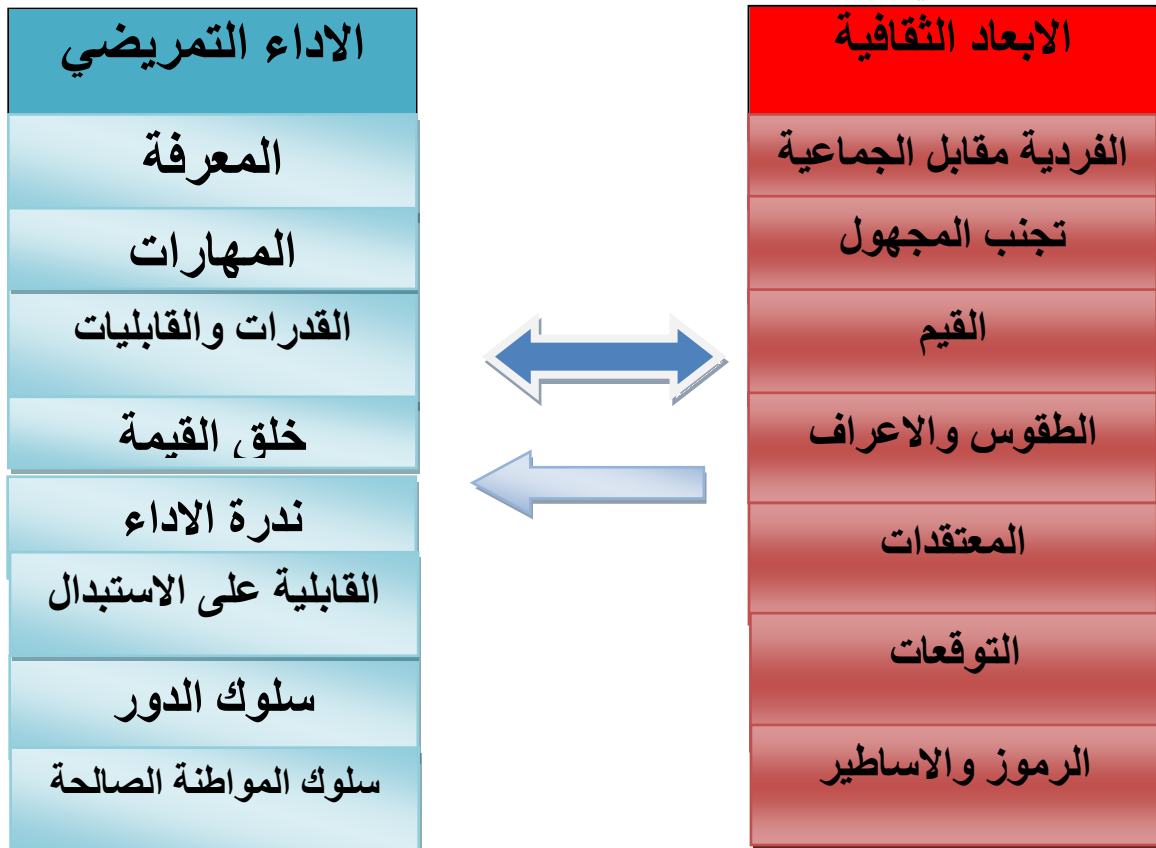 الابعاد الثقافية
الفردية مقابل الجماعية
تجنب المجهول
القيم
الطقوس والاعراف
المعتقدات
التوقعات
الرموز والاساطير
الاداء التمريضي
المعرفة
المهارات
القدرات والقابليات
خلق القيمة
ندرة الاداء
القابلية على الاستبدال
سلوك الدور
سلوك المواطنة الصالحة